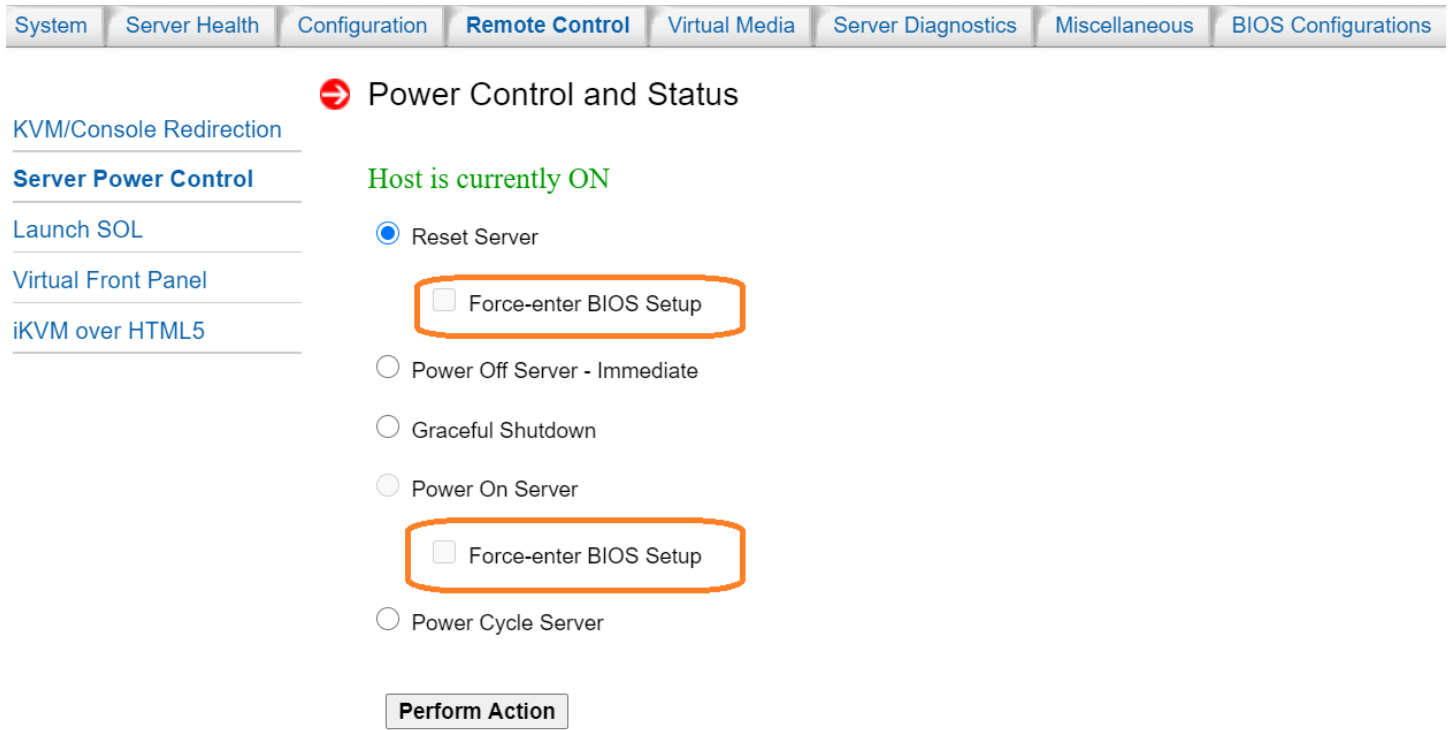 System Server Health Configuration Remote Control Virtual Media Server Diagnostics Miscellaneous BIOS Configurations
KVM/Console Redirection
Server Power Control
Launch SOL
Virtual Front Panel
iKVM over HTML5
Power Control and Status
Host is currently ON
Reset Server
Force-enter BIOS Setup
Power Off Server - Immediate
Graceful Shutdown
Power On Server
Force-enter BIOS Setup
Power Cycle Server
Perform Action